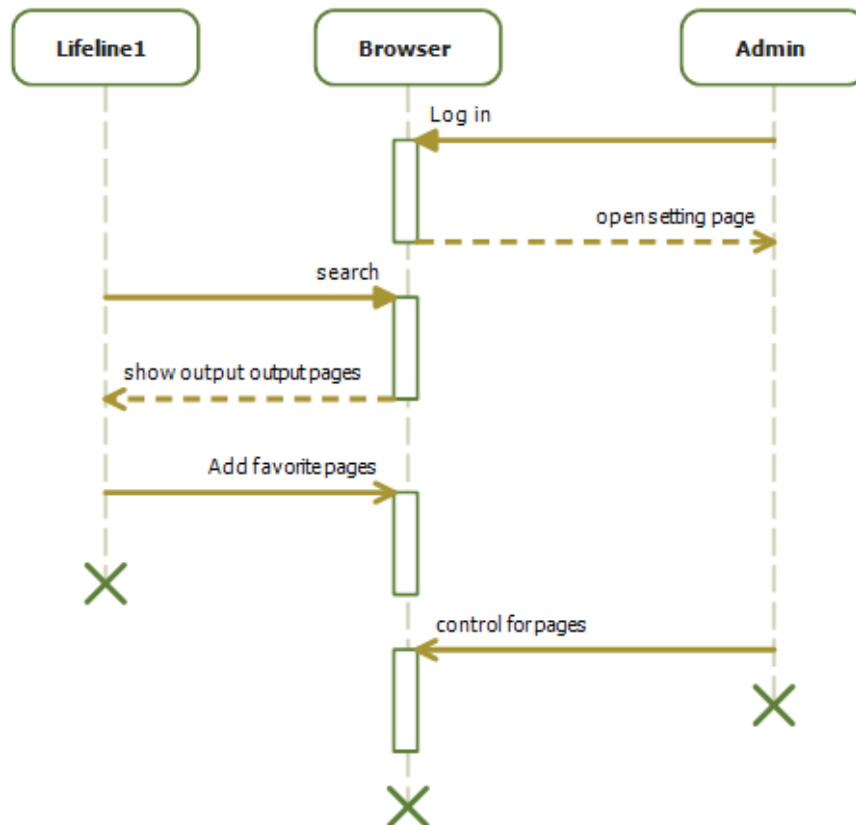 Lifeline1
Browser
Admin
Log in
open setting page
search
show output output pages
Add favorite pages
control for pages